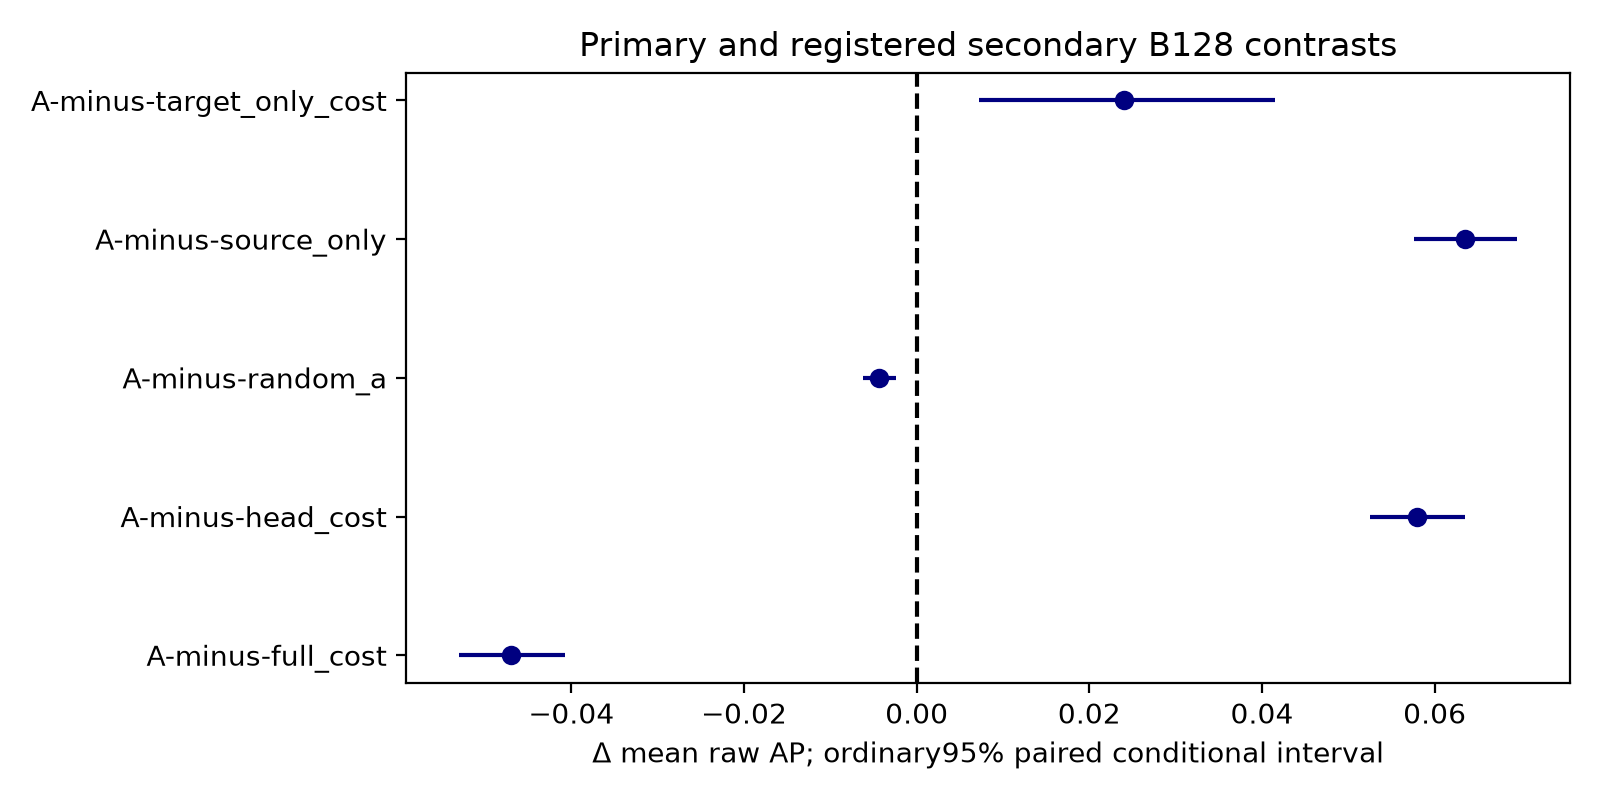 Primary and registered secondary B128 contrasts
A-minus-target_only_cost
A-minus-source_only
A-minus-random_a
A-minus-head_cost
A-minus-full_cost
−0.04 −0.02 0.00 0.02 0.04 0.06
Δ mean raw AP; ordinary95% paired conditional interval